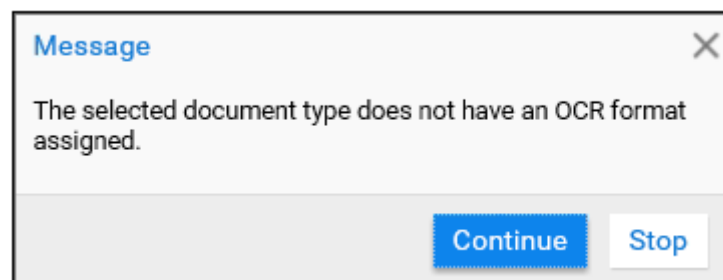 Message
The selected document type does not have an OCR format
assigned.
Continue Stop